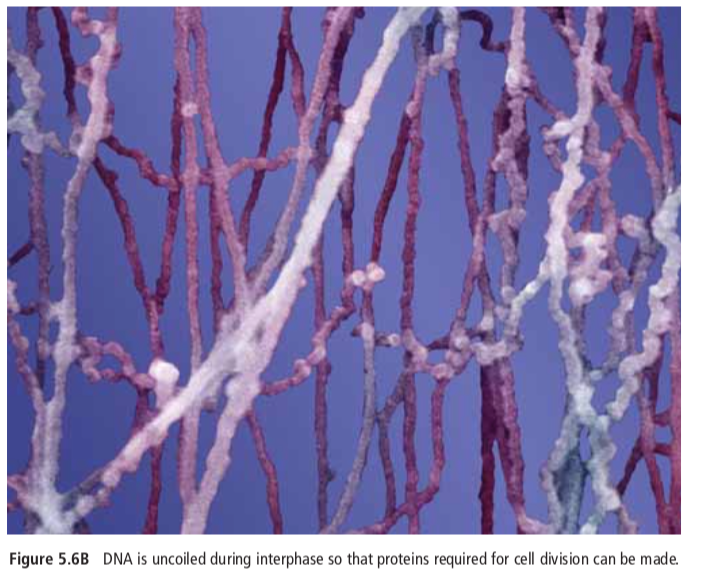 Figure 5.6B DNA is uncoiled during interphase so that proteins required for cell division can be made.